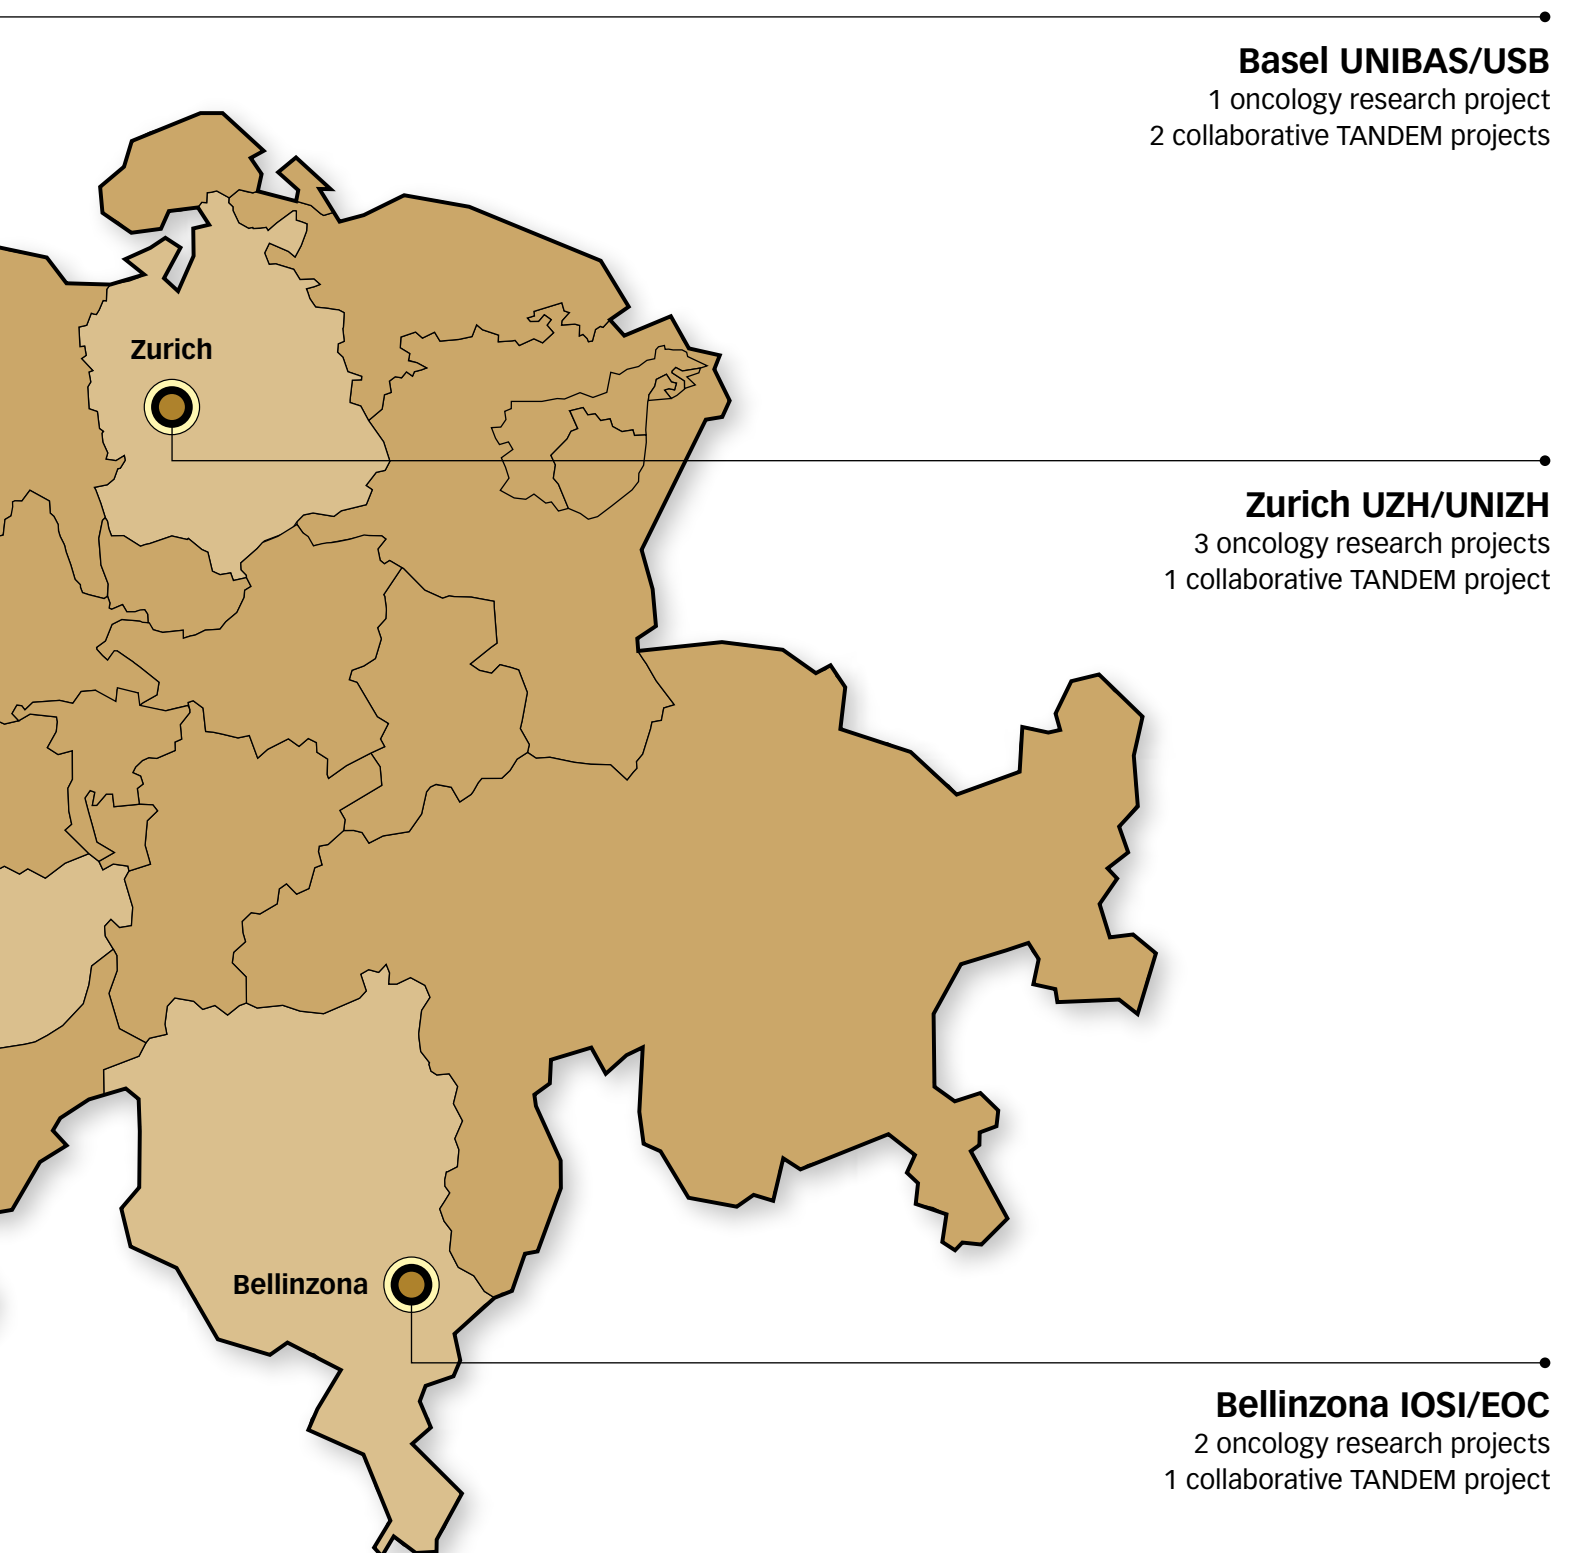 Basel UNIBAS/USB
1 oncology research project
2 collaborative TANDEM projects
Zurich
Zurich UZH/UNIZH
3 oncology research projects
1 collaborative TANDEM project
Bellinzona
Bellinzona IOSI/EOC
2 oncology research projects
1 collaborative TANDEM project